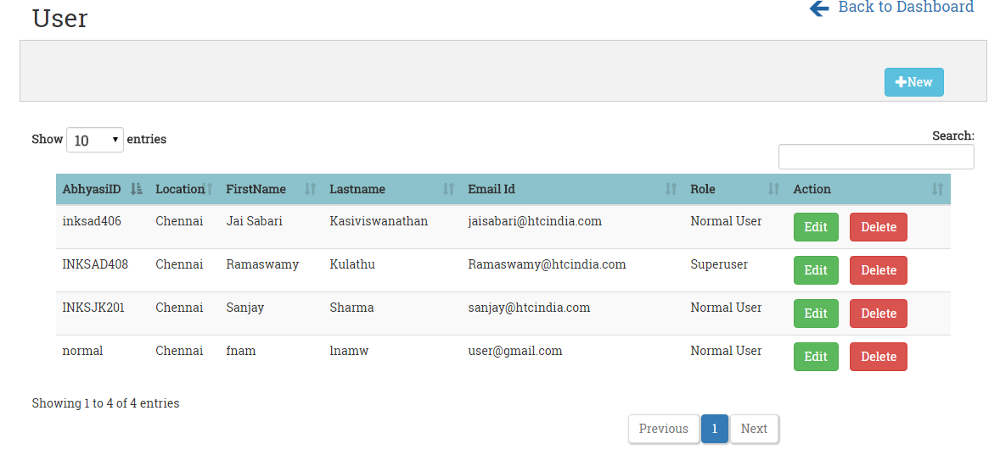 User
Back to Dashboard
New
Show 10 entries
Search:
AbhyasiID Location FirstName Lastname Email Id Role Action
inksad406 Chennai Jai Sabari Kasiviswanathan jaisabari@htcindia.com Normal User Edit Delete
INKSAD408 Chennai Ramaswamy Kulathu Ramaswamy@htcindia.com Superuser Edit Delete
INKSJK201 Chennai Sanjay Sharma sanjay@htcindia.com Normal User Edit Delete
normal Chennai fnam lnamw user@gmail.com Normal User Edit Delete
Showing 1 to 4 of 4 entries
Previous 1 Next